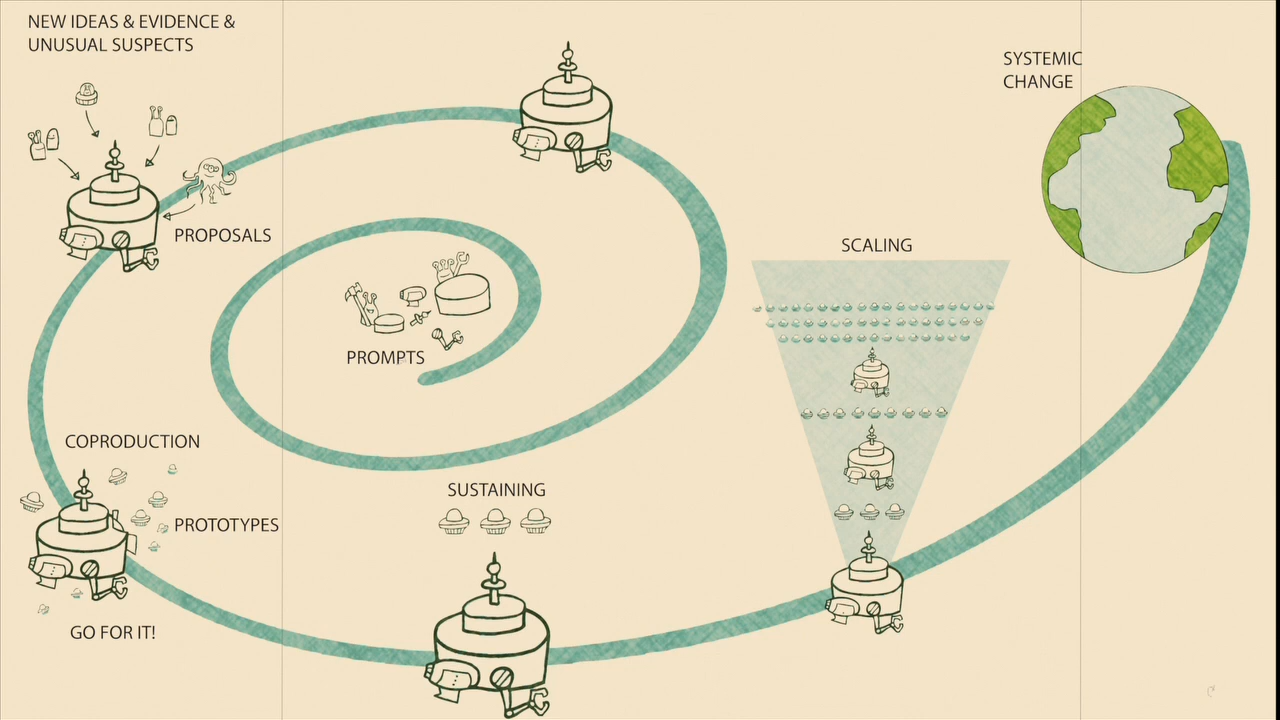 NEW IDEAS & EVIDENCE &
UNUSUAL SUSPECTS
SYSTEMIC
CHANGE
PROPOSALS
SCALING
PROMPTS
COPRODUCTION
SUSTAINING
PROTOTYPES
GO FOR IT!